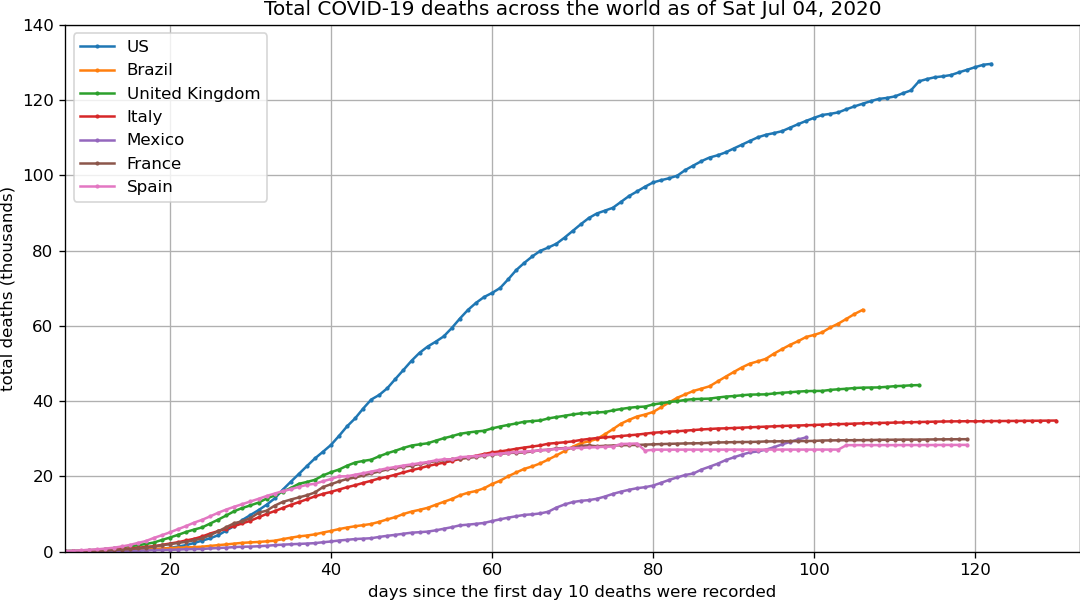 Total COVID-19 deaths across the world as of Sat Jul 04, 2020
140
120
100
80
60
40
20
0
total deaths (thousands)
US
Brazil
United Kingdom
Italy
Mexico
France
Spain
20 40 60 80 100 120
days since the first day 10 deaths were recorded